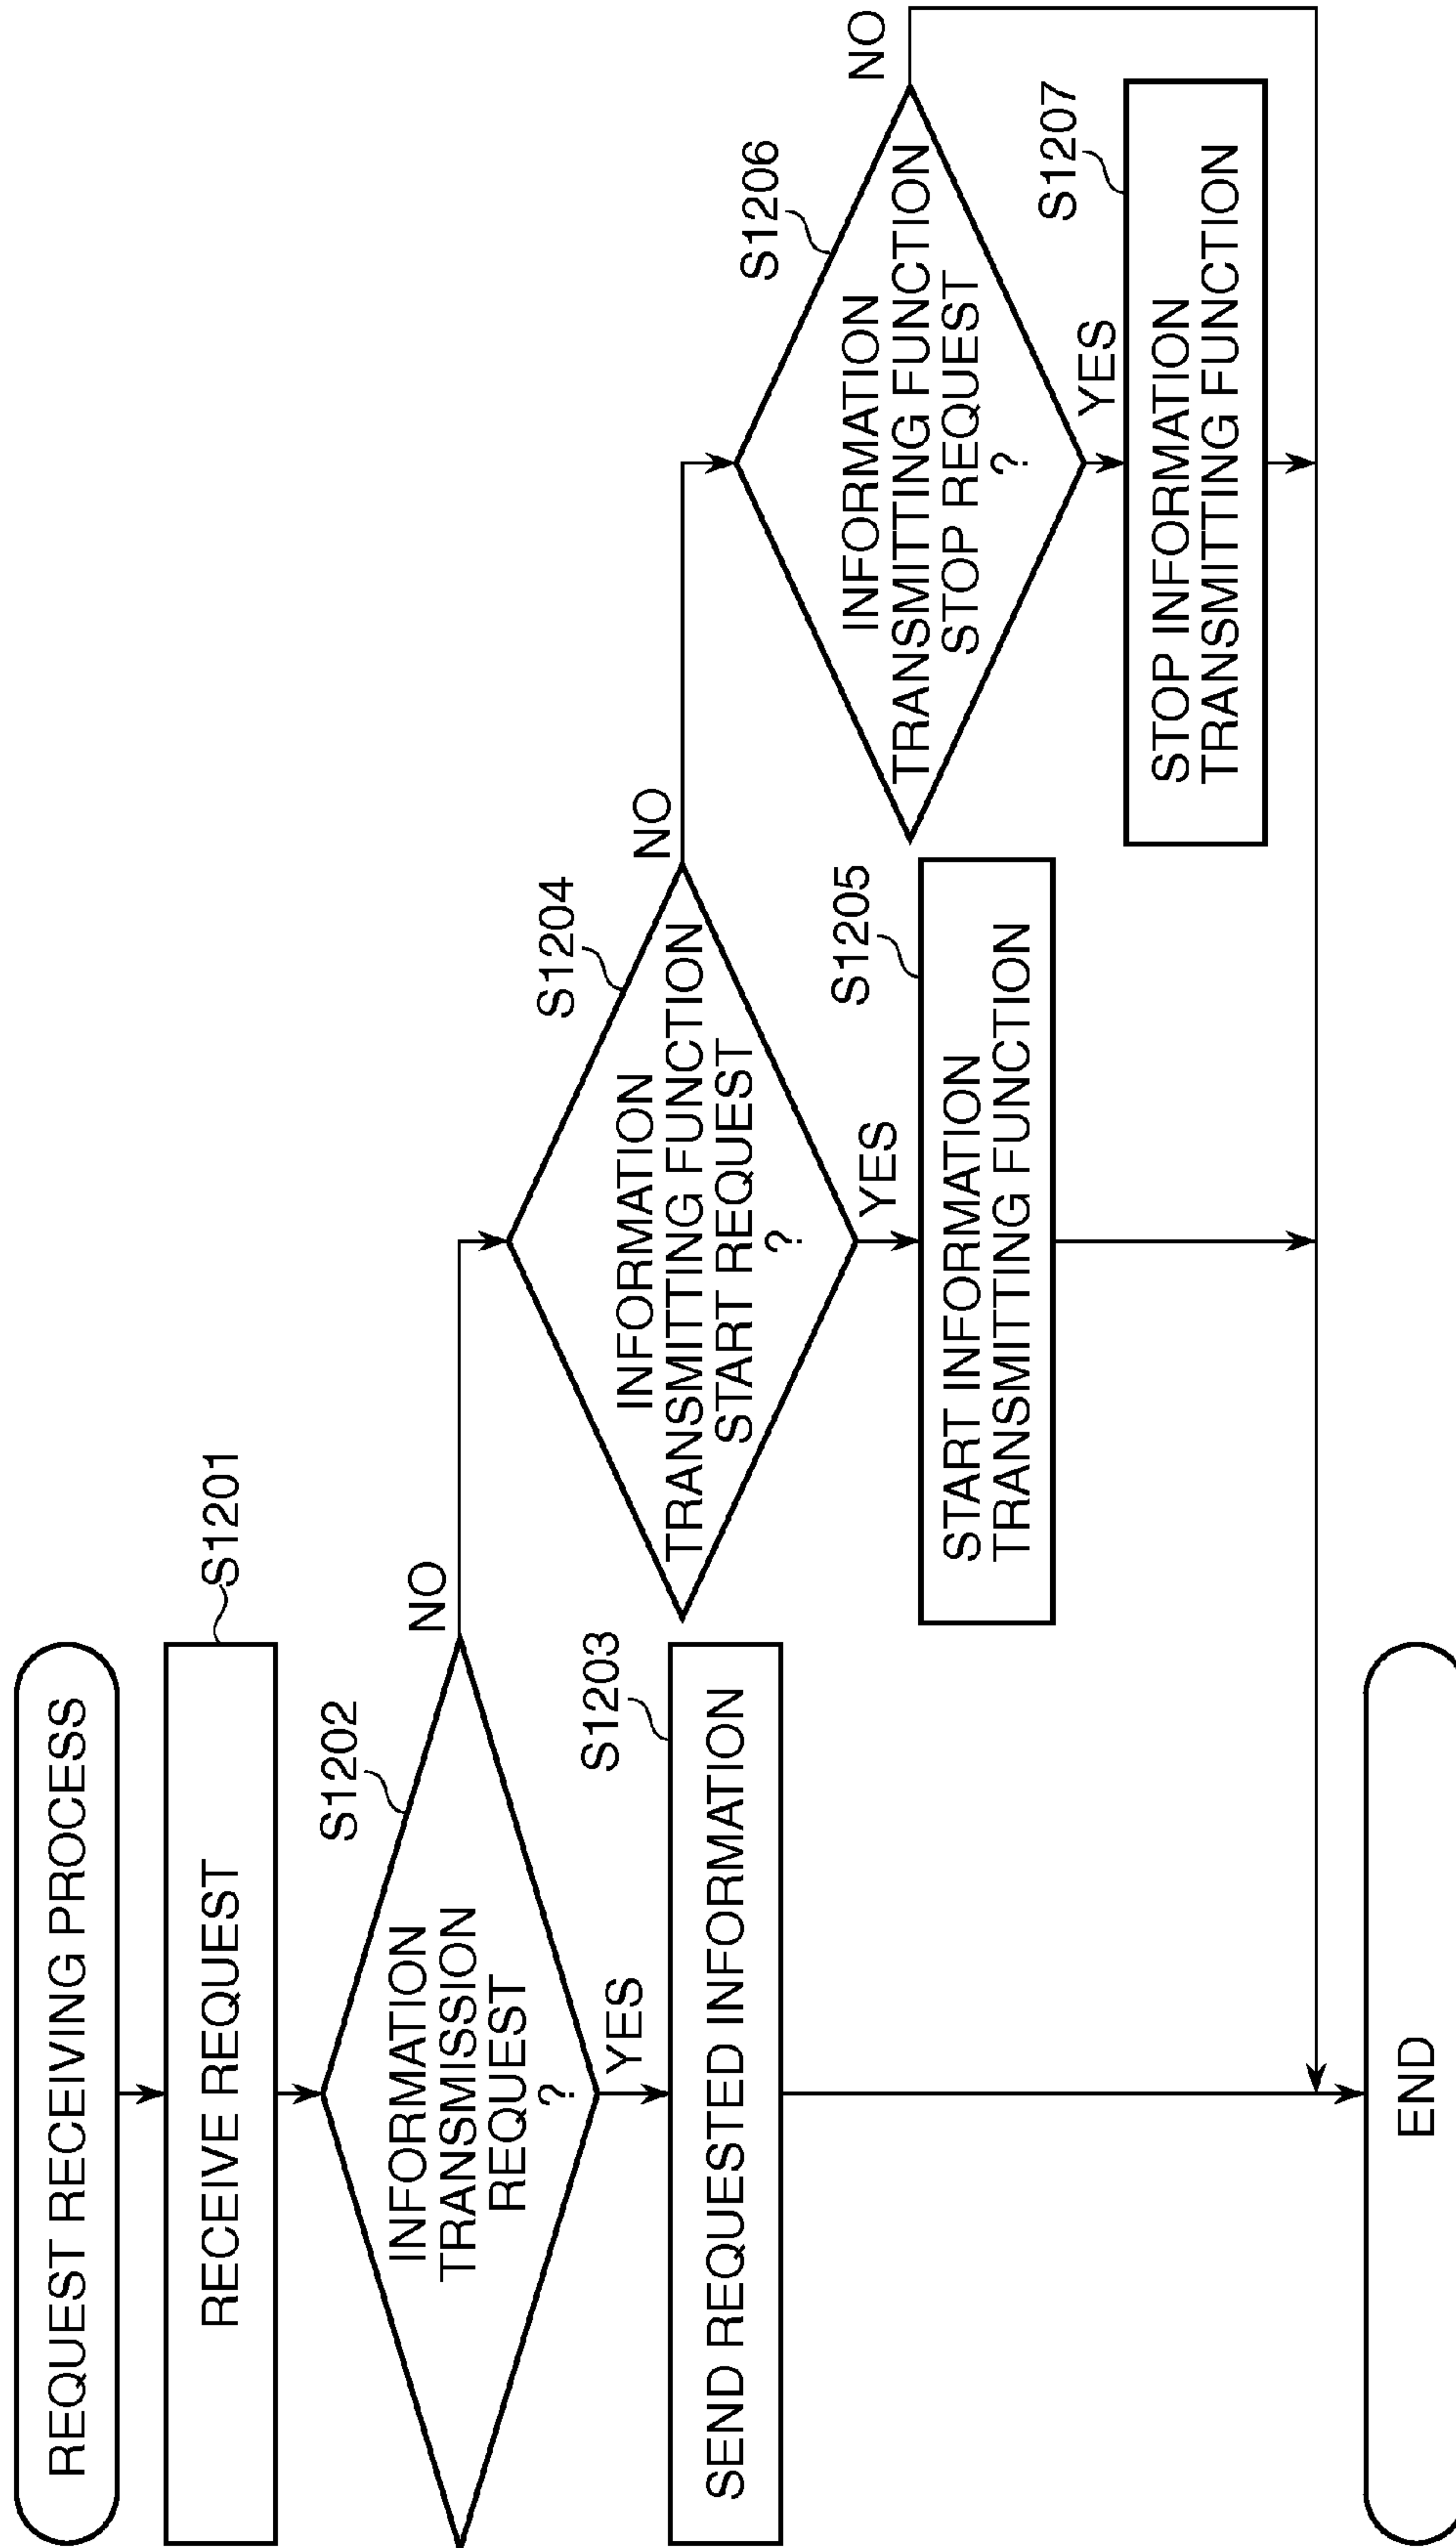 REQUEST RECEIVING PROCESS
RECEIVE REQUEST
S1201
S1202
INFORMATION
TRANSMISSION
REQUEST
?
NO
YES
S1203
SEND REQUESTED INFORMATION
S1204
INFORMATION
TRANSMITTING FUNCTION
START REQUEST
?
NO
YES
S1205
START INFORMATION
TRANSMITTING FUNCTION
S1206
INFORMATION
TRANSMITTING FUNCTION
STOP REQUEST
?
NO
YES
S1207
STOP INFORMATION
TRANSMITTING FUNCTION
END